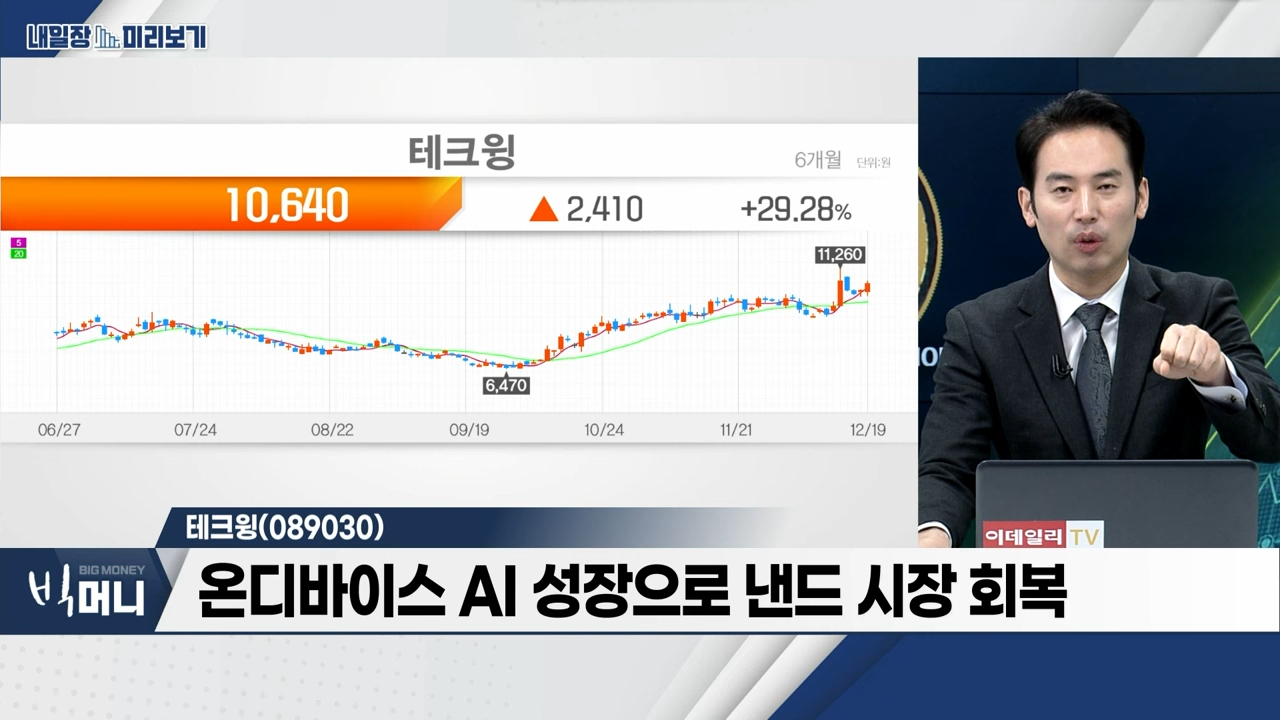 내일장 미리보기
테크윙
6개월 단위:원
10,640 ▲ 2,410 +29.28%
5
20
11,260
6,470
06/27 07/24 08/22 09/19 10/24 11/21 12/19
이데일리 TV
테크윙(089030)
BIG MONEY
빅머니
온디바이스 AI 성장으로 낸드 시장 회복